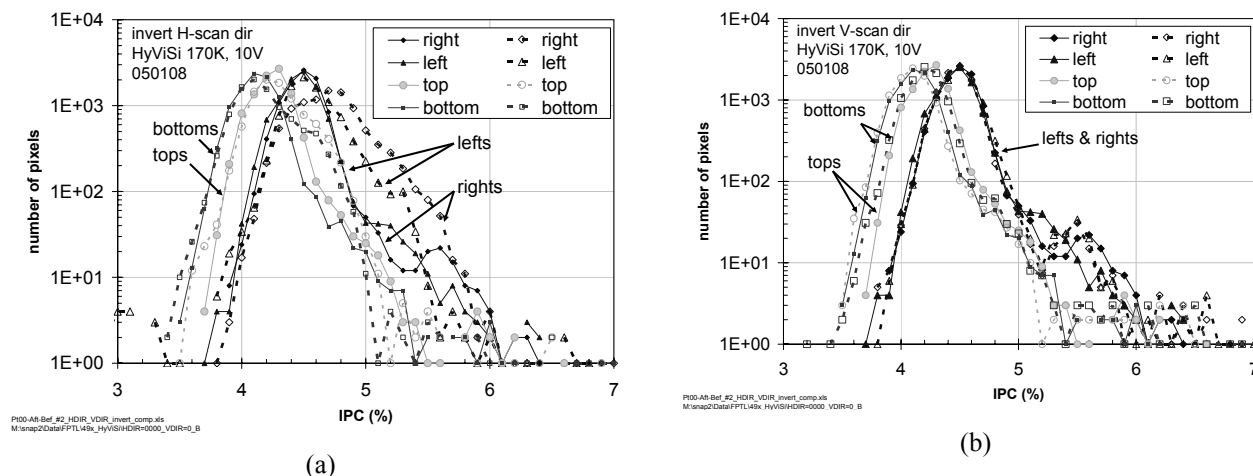 invert H-scan dir
HyViSi 170K, 10V
050108
right right
left left
top top
bottom bottom
bottoms
tops
lefts
rights
number of pixels
1E+04
1E+03
1E+02
1E+01
1E+00
3 4 5 6 7
IPC (%)
Pt00-Aft-Bef_#2_HDIR_VDIR_invert_comp.xls
M:\snap2\Data\FPTL\49x_HyViSi\HDIR=0000_VDIR=0_B
(a)
invert V-scan dir
HyViSi 170K, 10V
050108
right right
left left
top top
bottom bottom
bottoms
tops
lefts & rights
number of pixels
1E+04
1E+03
1E+02
1E+01
1E+00
3 4 5 6 7
IPC (%)
Pt00-Aft-Bef_#2_HDIR_VDIR_invert_comp.xls
M:\snap2\Data\FPTL\49x_HyViSi\HDIR=0000_VDIR=0_B
(b)